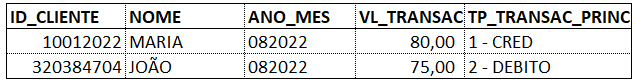 ID_CLIENTE NOME ANO_MES VL_TRANSAC TP_TRANSAC_PRINC
10012022 MARIA 082022 80,00 1 - CRED
320384704 JOÃO 082022 75,00 2 - DEBITO